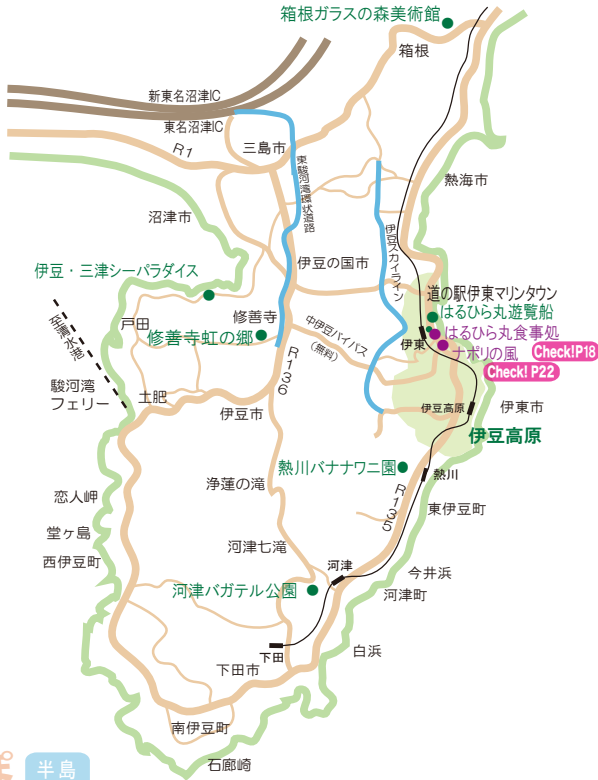 箱根ガラスの森美術館
箱根
新東名沼津IC
東名沼津IC
R1
三島市
東駿河湾環状道路
熱海市
沼津市
伊豆スカイライン
伊豆の国市
伊豆・三津シーパラダイス
道の駅伊東マリンタウン
はるひら丸遊覧船
至清水港
戸田
修善寺
修善寺虹の郷
中伊豆バイパス
(無料)
伊東
はるひら丸食事処
ナポリの風
Check!P18
Check! P22
R136
駿河湾
フェリー
土肥
伊豆市
伊豆高原
伊東市
伊豆高原
浄蓮の滝
熱川バナナワニ園
熱川
R135
東伊豆町
恋人岬
堂ヶ島
西伊豆町
河津七滝
河津
今井浜
河津町
河津バガテル公園
白浜
下田
下田市
南伊豆町
石廊崎
半島